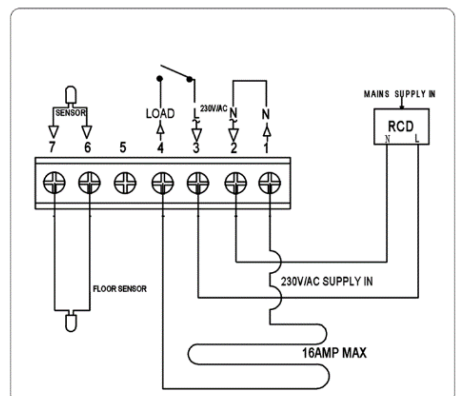 MAINS SUPPLY IN
SENSOR
LOAD L 230V/AC N N
RCD
N L
7 6 5 4 3 2 1
FLOOR SENSOR
230V/AC SUPPLY IN
16AMP MAX